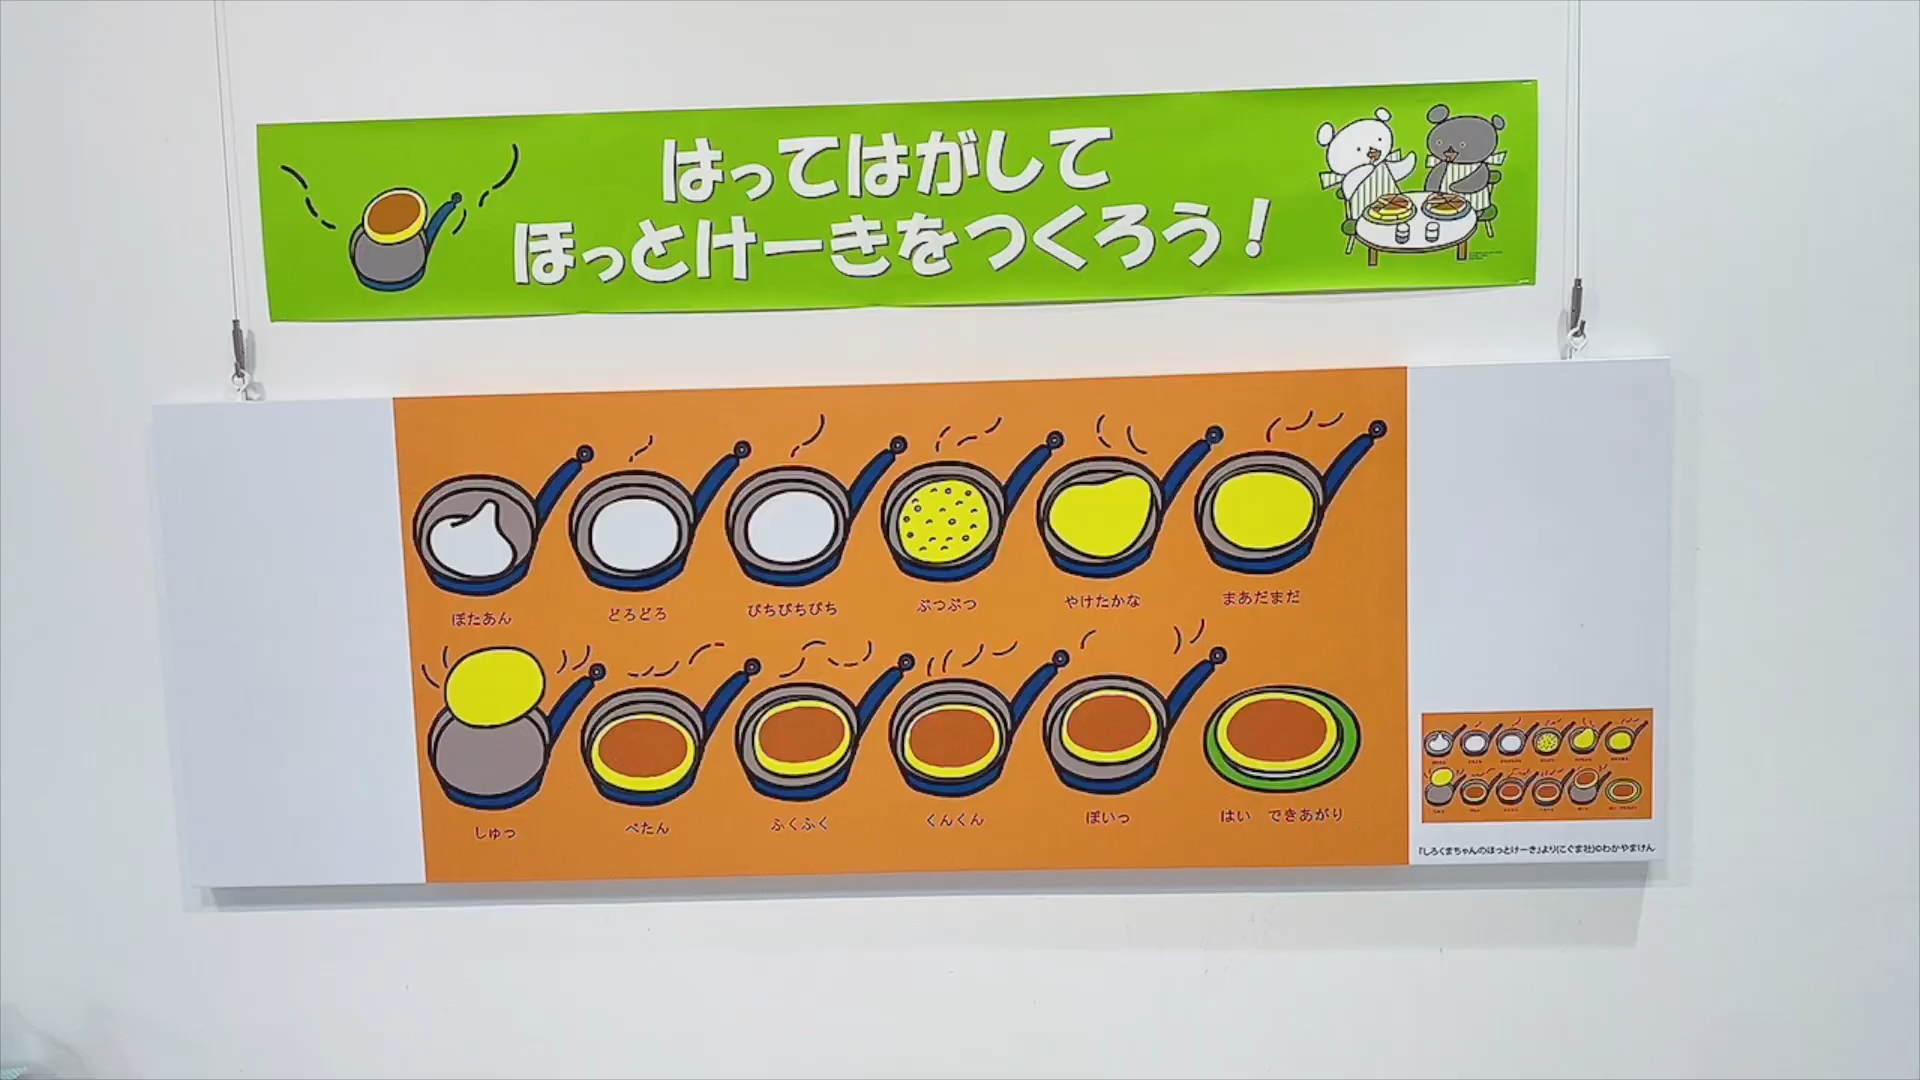 はってはがして
ほっとけーきをつくろう！
ぽたあん
どろどろ
ぴちぴちぴち
ぷつぷつ
やけたかな
まあだまだ
しゅっ
ぺたん
ふくふく
くんくん
ぽいっ
はい　できあがり
『しろくまちゃんのほっとけーき』より(こぐま社)©わかやまけん